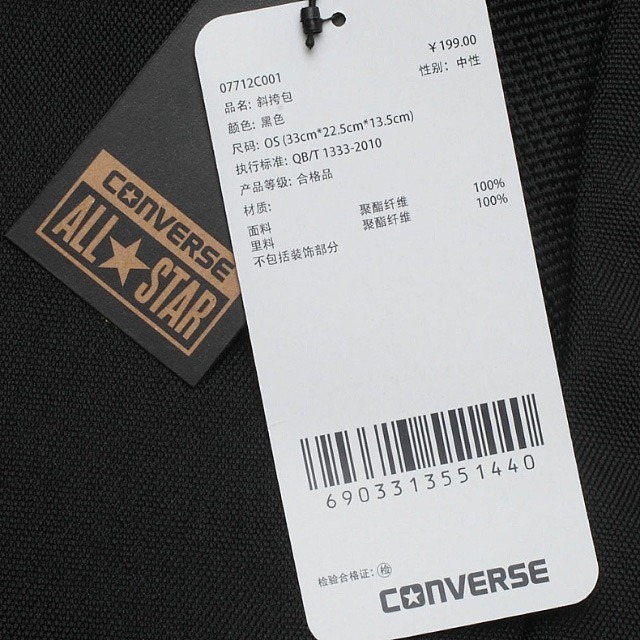 07712C001
¥199.00
品名: 斜挎包
性别: 中性
颜色: 黑色
尺码: OS (33cm*22.5cm*13.5cm)
执行标准: QB/T 1333-2010
产品等级: 合格品
材质:
面料 聚酯纤维 100%
里料 聚酯纤维 100%
不包括装饰部分
6903313551440
检验合格证: 检
CONVERSE
CONVERSE
ALL STAR